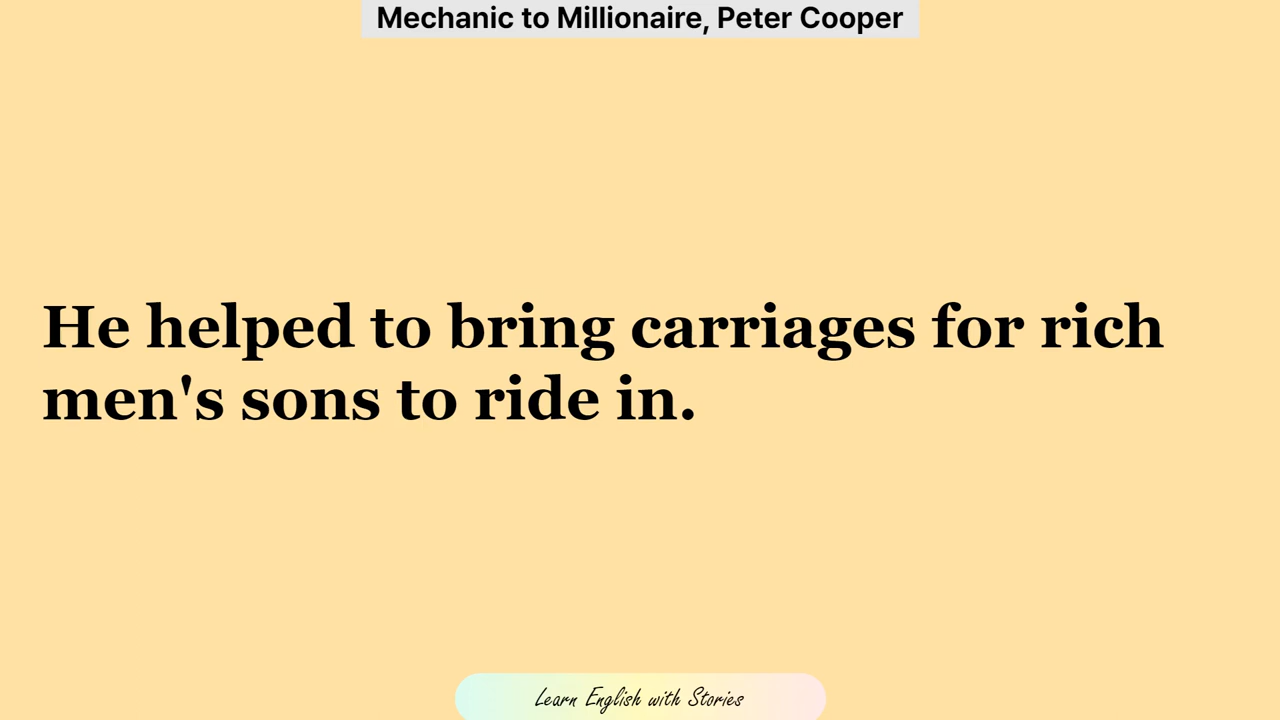 Mechanic to Millionaire, Peter Cooper
He helped to bring carriages for rich
men's sons to ride in.
Learn English with Stories